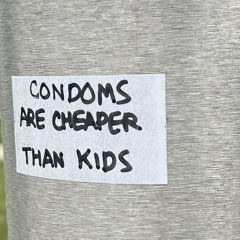 CONDOMS
ARE CHEAPER
THAN KIDS